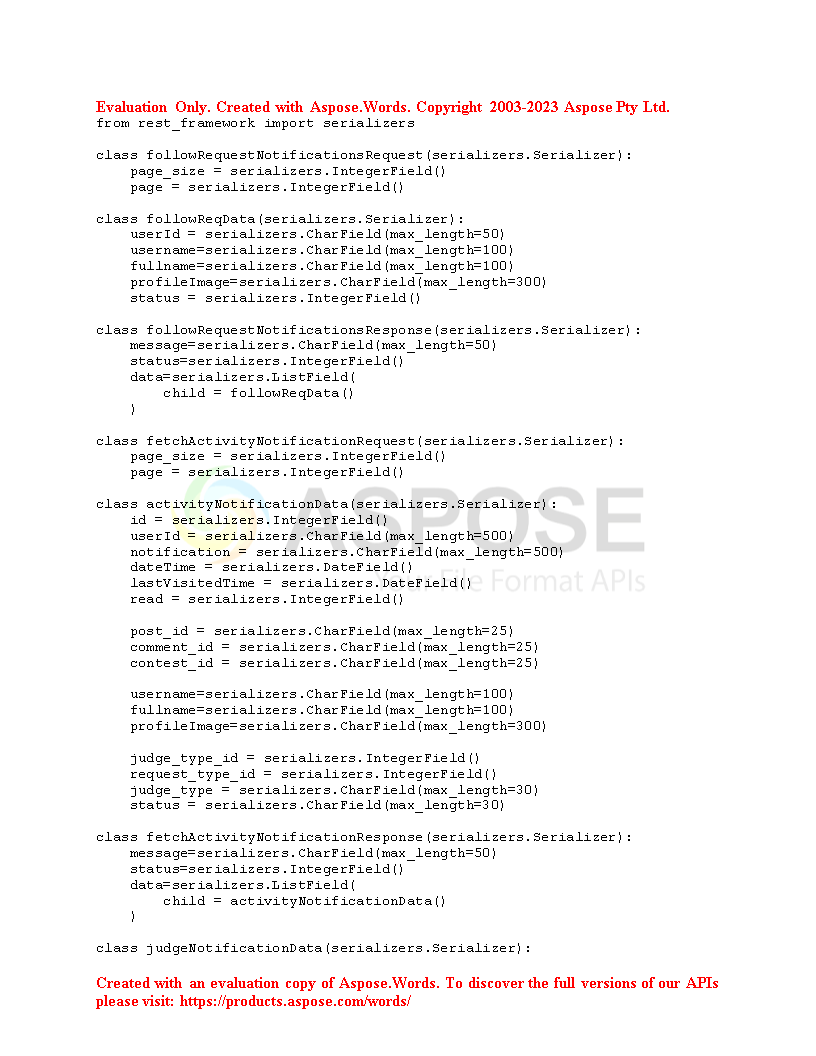 Evaluation Only. Created with Aspose.Words. Copyright 2003-2023 Aspose Pty Ltd.
from rest_framework import serializers

class followRequestNotificationsRequest(serializers.Serializer):
    page_size = serializers.IntegerField()
    page = serializers.IntegerField()

class followReqData(serializers.Serializer):
    userId = serializers.CharField(max_length=50)
    username=serializers.CharField(max_length=100)
    fullname=serializers.CharField(max_length=100)
    profileImage=serializers.CharField(max_length=300)
    status = serializers.IntegerField()

class followRequestNotificationsResponse(serializers.Serializer):
    message=serializers.CharField(max_length=50)
    status=serializers.IntegerField()
    data=serializers.ListField(
        child = followReqData()
    )

class fetchActivityNotificationRequest(serializers.Serializer):
    page_size = serializers.IntegerField()
    page = serializers.IntegerField()

class activityNotificationData(serializers.Serializer):
    id = serializers.IntegerField()
    userId = serializers.CharField(max_length=500)
    notification = serializers.CharField(max_length=500)
    dateTime = serializers.DateField()
    lastVisitedTime = serializers.DateField()
    read = serializers.IntegerField()
ASPOSE
File Format APIs

    post_id = serializers.CharField(max_length=25)
    comment_id = serializers.CharField(max_length=25)
    contest_id = serializers.CharField(max_length=25)

    username=serializers.CharField(max_length=100)
    fullname=serializers.CharField(max_length=100)
    profileImage=serializers.CharField(max_length=300)

    judge_type_id = serializers.IntegerField()
    request_type_id = serializers.IntegerField()
    judge_type = serializers.CharField(max_length=30)
    status = serializers.CharField(max_length=30)

class fetchActivityNotificationResponse(serializers.Serializer):
    message=serializers.CharField(max_length=50)
    status=serializers.IntegerField()
    data=serializers.ListField(
        child = activityNotificationData()
    )

class judgeNotificationData(serializers.Serializer):

Created with an evaluation copy of Aspose.Words. To discover the full versions of our APIs
please visit: https://products.aspose.com/words/